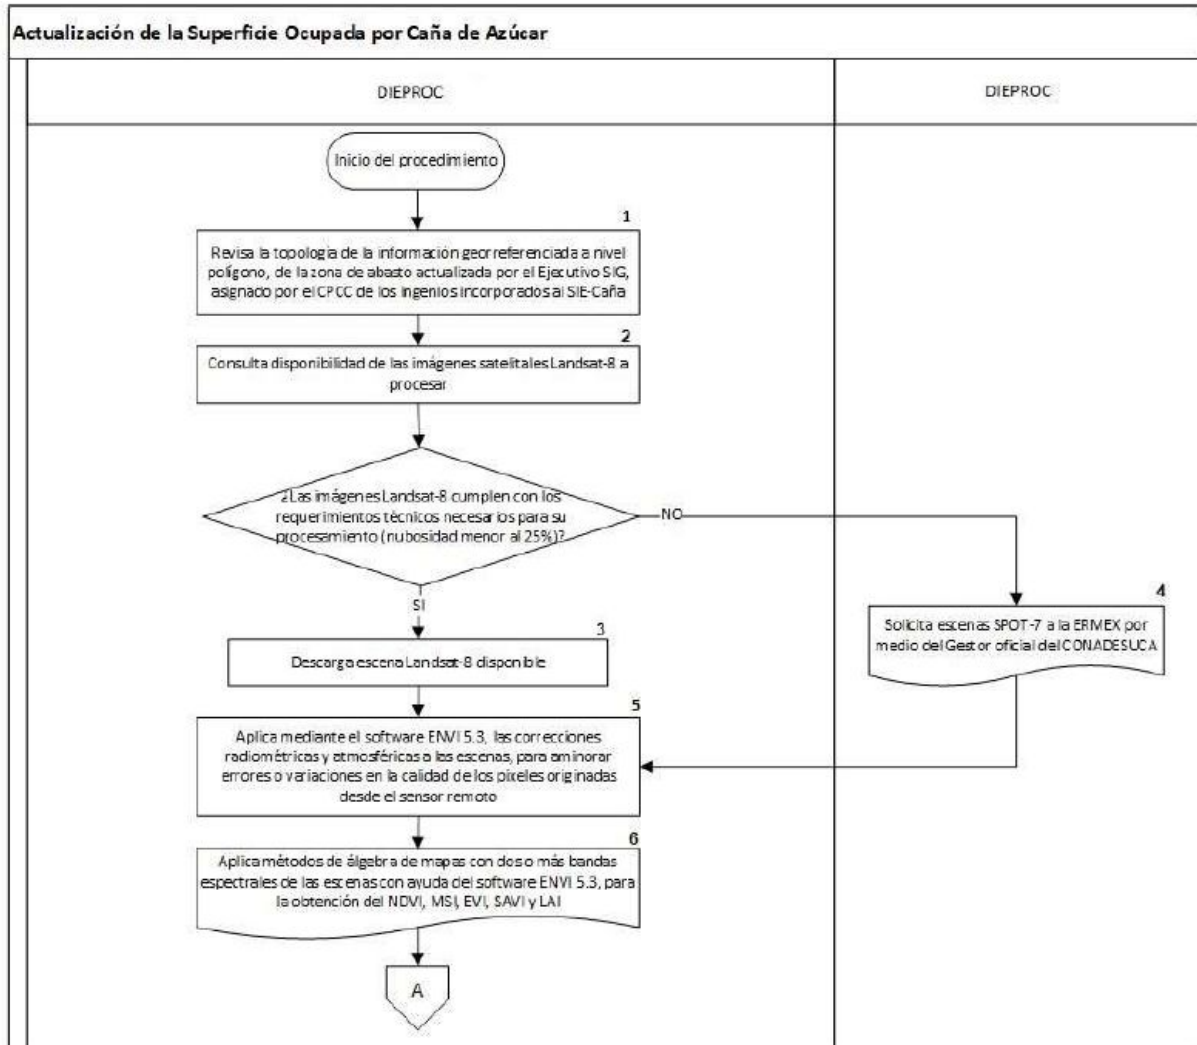 Actualización de la Superficie Ocupada por Caña de Azúcar
DIEPROC
DIEPROC
Inicio del procedimiento
1
Revisa la topología de la información georreferenciada a nivel
polígono, de la zona de abasto actualizada por el Ejecutivo SIG,
asignado por el CPCC de los ingenios incorporados al SIE-Caña
2
Consulta disponibilidad de las imágenes satelitales Landsat-8 a
procesar
¿Las imágenes Landsat-8 cumplen con los
requerimientos técnicos necesarios para su
procesamiento (nubosidad menor al 25%)?
NO
SI
3
Descarga escena Landsat-8 disponible
4
Solicita escenas SPOT-7 a la ERMEX por
medio del Gestor oficial del CONADESUCA
5
Aplica mediante el software ENVI 5.3, las correcciones
radiométricas y atmosféricas a las escenas, para aminorar
errores o variaciones en la calidad de los pixeles originadas
desde el sensor remoto
6
Aplica métodos de álgebra de mapas con dos o más bandas
espectrales de las escenas con ayuda del software ENVI 5.3, para
la obtención del NDVI, MSI, EVI, SAVI y LAI
A